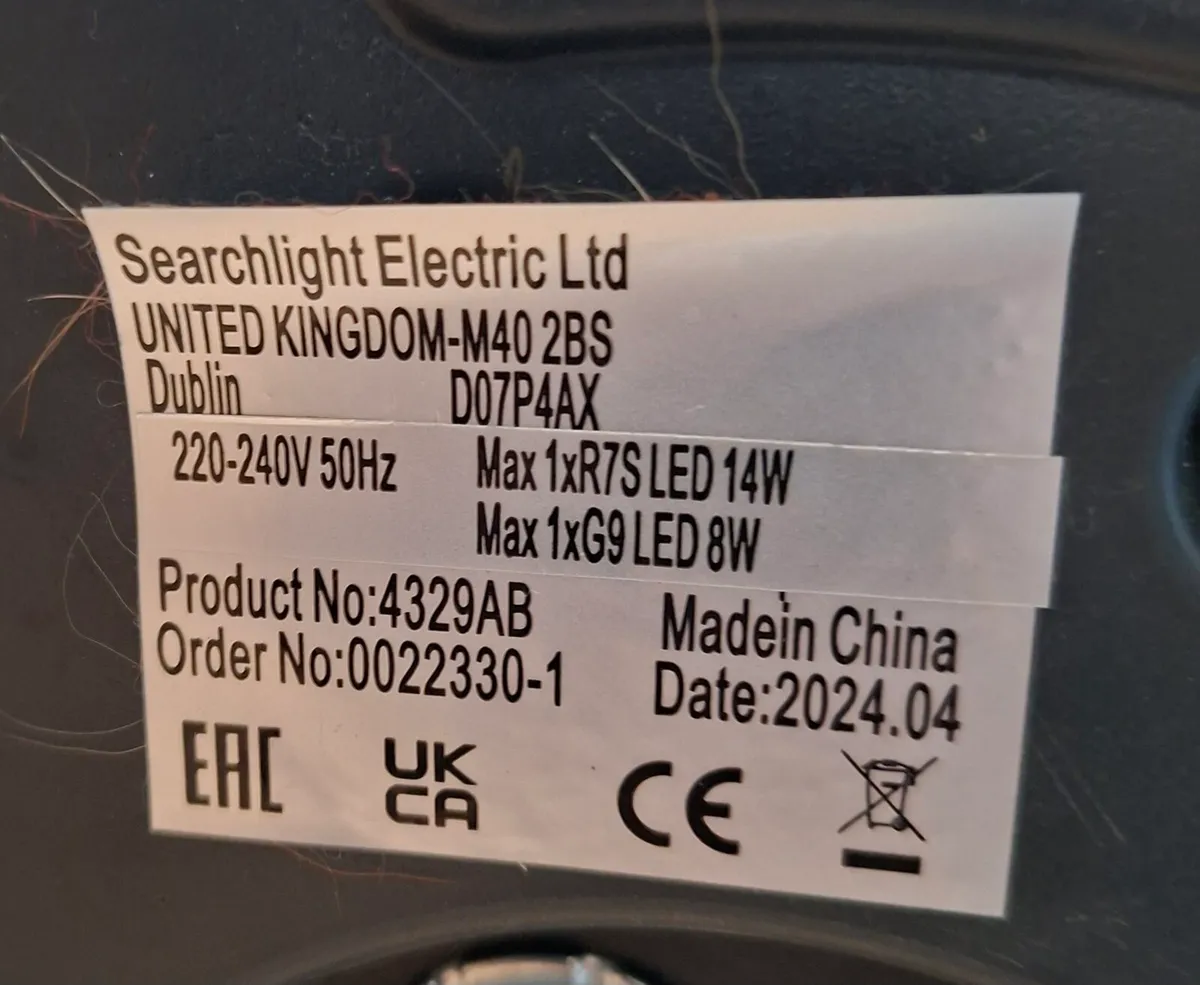 Searchlight Electric Ltd
UNITED KINGDOM-M40 2BS
Dublin D07P4AX
220-240V 50Hz Max 1xR7S LED 14W
Max 1xG9 LED 8W
Product No:4329AB Madein China
Order No:0022330-1 Date:2024.04
EAC UK CA CE